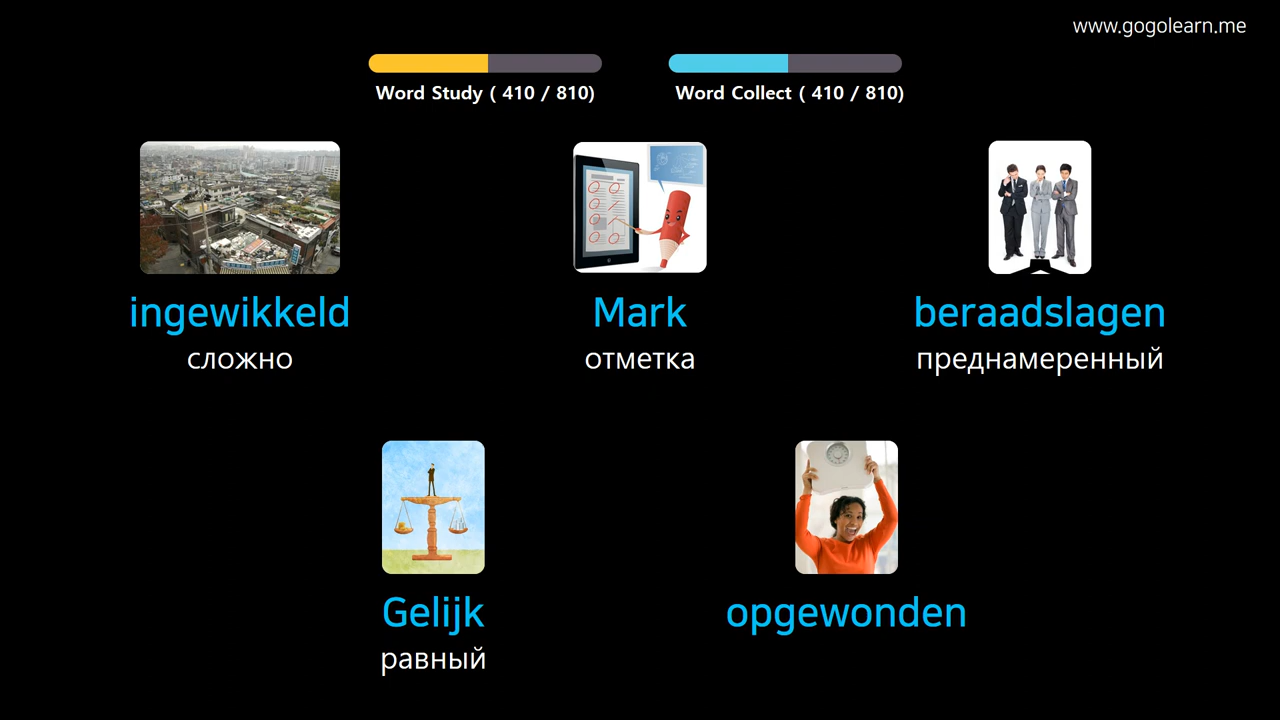 www.gogolearn.me
Word Study ( 410 / 810)
Word Collect ( 410 / 810)
ingewikkeld
сложно
Mark
отметка
beraadslagen
преднамеренный
Gelijk
равный
opgewonden